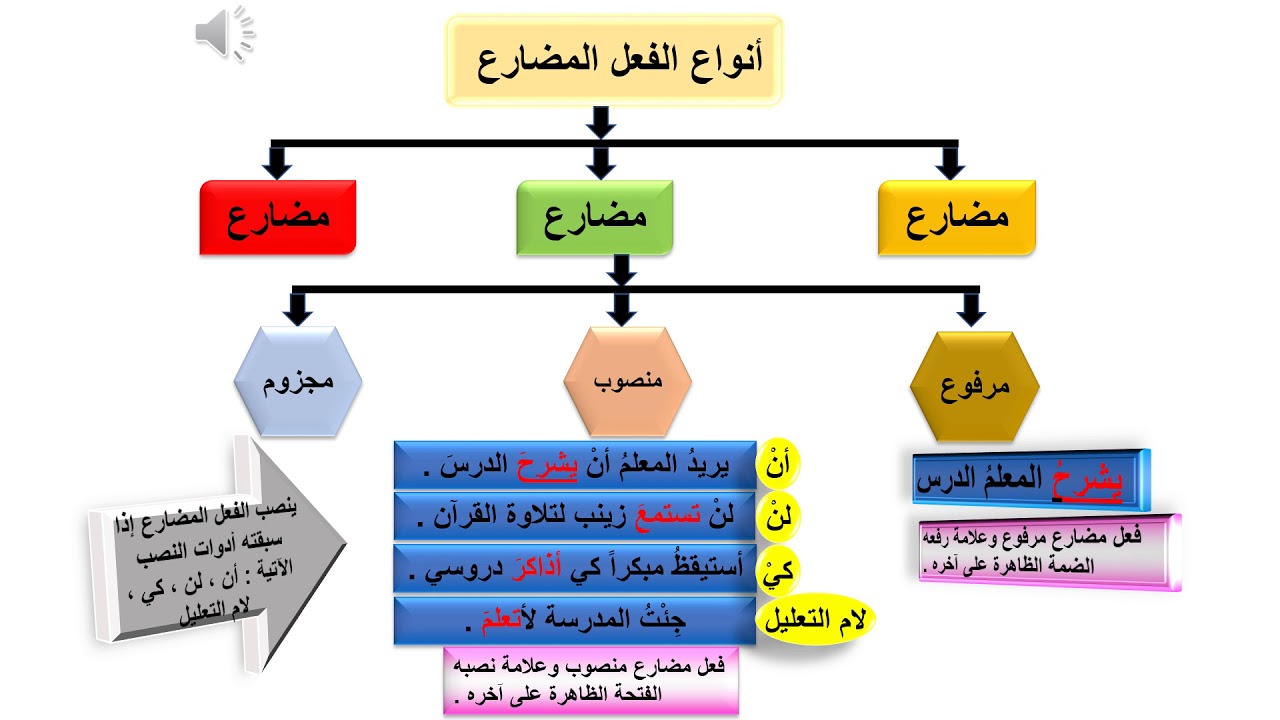 أنواع الفعل المضارع
مضارع
مضارع
مضارع
مرفوع
منصوب
مجزوم
يشرحُ المعلمُ الدرس
فعل مضارع مرفوع وعلامة رفعه
الضمة الظاهرة على آخره .
أنْ
يريدُ المعلمُ أنْ يشرحَ الدرسَ .
لنْ
لنْ تستمعَ زينب لتلاوة القرآن .
كيْ
أستيقظُ مبكراً كي أذاكرَ دروسي .
لام التعليل
جِئْتُ المدرسة لأتعلمَ .
فعل مضارع منصوب وعلامة نصبه
الفتحة الظاهرة على آخره .
ينصب الفعل المضارع إذا
سبقته أدوات النصب
الآتية : أن ، لن ، كي ،
لام التعليل